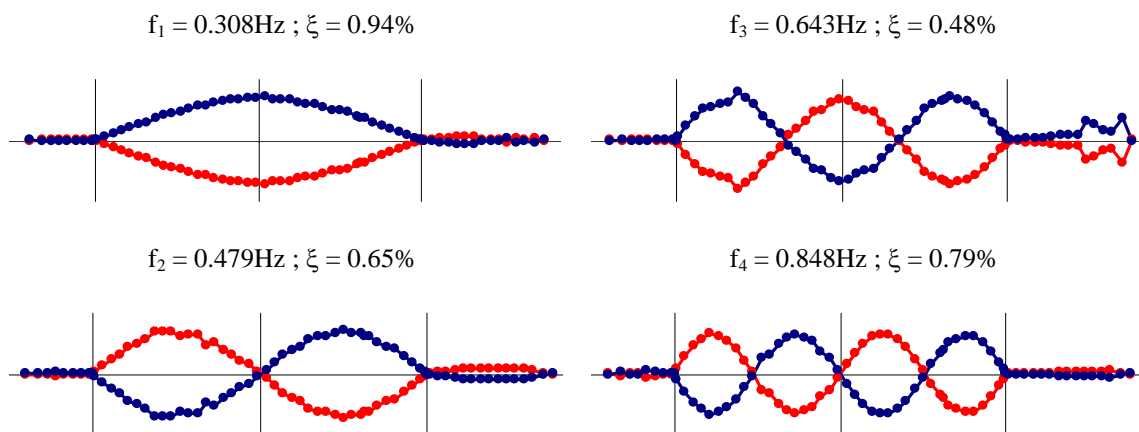 f₁ = 0.308Hz ; ξ = 0.94%
f₃ = 0.643Hz ; ξ = 0.48%
f₂ = 0.479Hz ; ξ = 0.65%
f₄ = 0.848Hz ; ξ = 0.79%